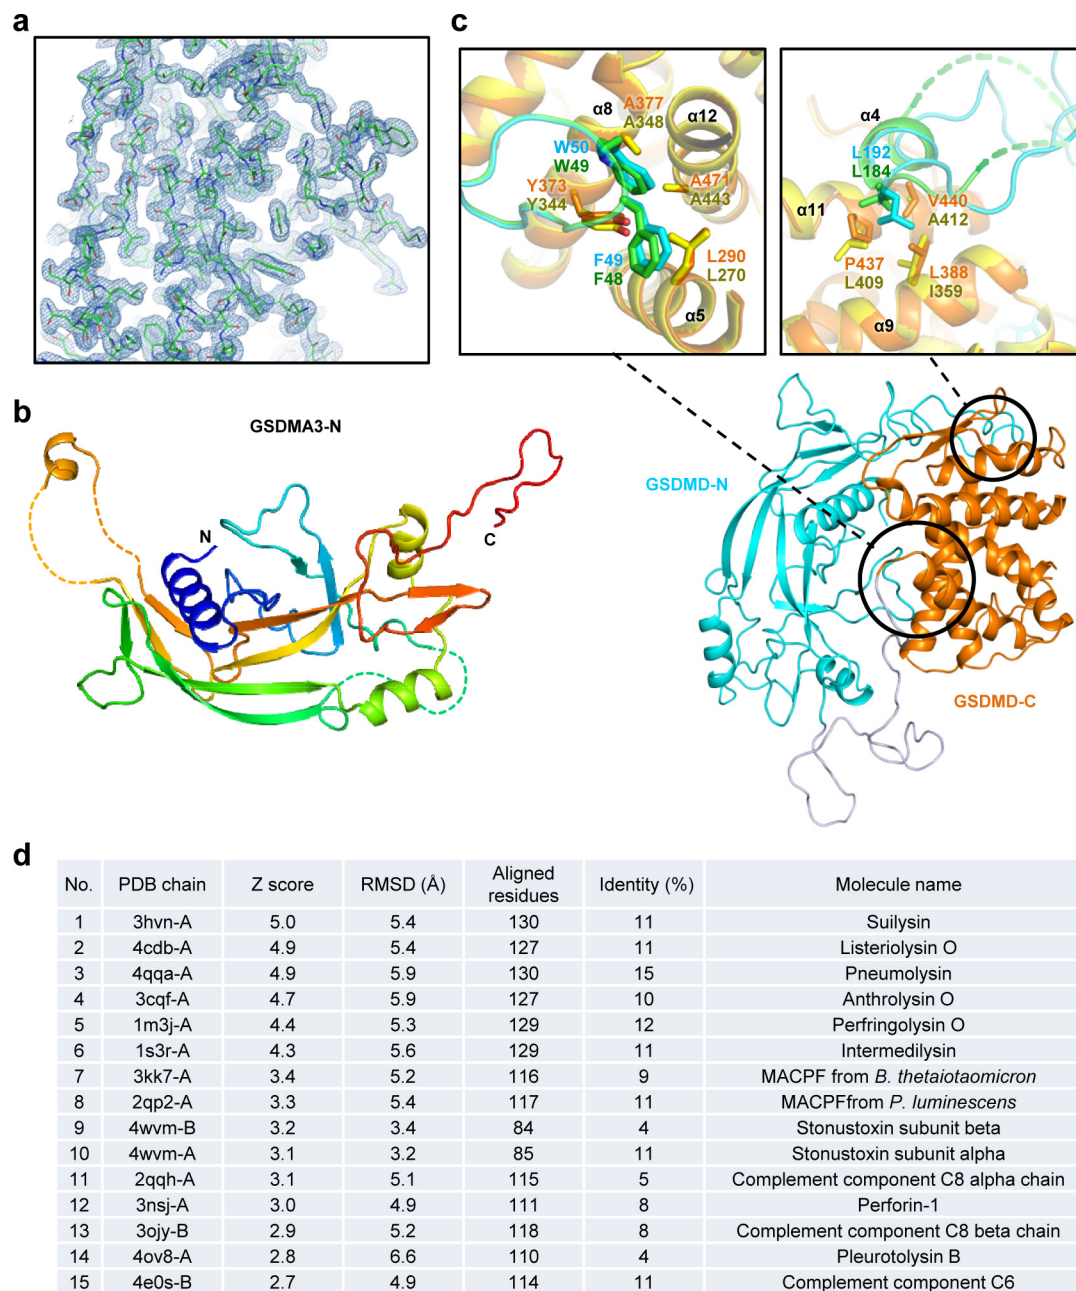 a
c
α8
A377
A348
α12
W50
W49
Y373
Y344
A471
A443
F49
F48
L290
L270
α5
α4
L192
L184
α11
V440
A412
P437
L409
L388
I359
α9
b
GSDMA3-N
N
C
GSDMD-N
GSDMD-C
d
No. PDB chain Z score RMSD (Å) Aligned residues Identity (%) Molecule name
1 3hvn-A 5.0 5.4 130 11 Suilysin
2 4cdb-A 4.9 5.4 127 11 Listeriolysin O
3 4qqa-A 4.9 5.9 130 15 Pneumolysin
4 3cqf-A 4.7 5.9 127 10 Anthrolysin O
5 1m3j-A 4.4 5.3 129 12 Perfringolysin O
6 1s3r-A 4.3 5.6 129 11 Intermedilysin
7 3kk7-A 3.4 5.2 116 9 MACPF from B. thetaiotaomicron
8 2qp2-A 3.3 5.4 117 11 MACPFfrom P. luminescens
9 4wvm-B 3.2 3.4 84 4 Stonustoxin subunit beta
10 4wvm-A 3.1 3.2 85 11 Stonustoxin subunit alpha
11 2qqh-A 3.1 5.1 115 5 Complement component C8 alpha chain
12 3nsj-A 3.0 4.9 111 8 Perforin-1
13 3ojy-B 2.9 5.2 118 8 Complement component C8 beta chain
14 4ov8-A 2.8 6.6 110 4 Pleurotolysin B
15 4e0s-B 2.7 4.9 114 11 Complement component C6